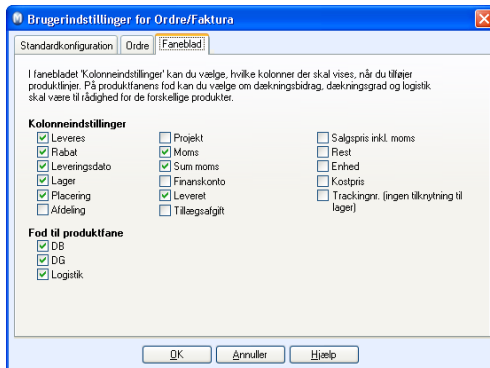 Brugerindstillinger for Ordre/Faktura
Standardkonfiguration Ordre Faneblad
I fanebladet 'Kolonneindstilinger' kan du vælge, hvilke kolonner der skal vises, når du tilføjer
produktlinjer. På produktfanens fod kan du vælge om dækningsbidrag, dækningsgrad og logistik
skal være til rådighed for de forskellige produkter.
Kolonneindstillinger
Leveres Projekt Salgspris inkl. moms
Rabat Moms Rest
Leveringsdato Sum moms Enhed
Lager Finanskonto Kostpris
Placering Leveret Trackingnr. (ingen tilknytning til
Afdeling Tillægsafgift lager)
Fod til produktfane
DB
DG
Logistik
OK Annuller Hjælp